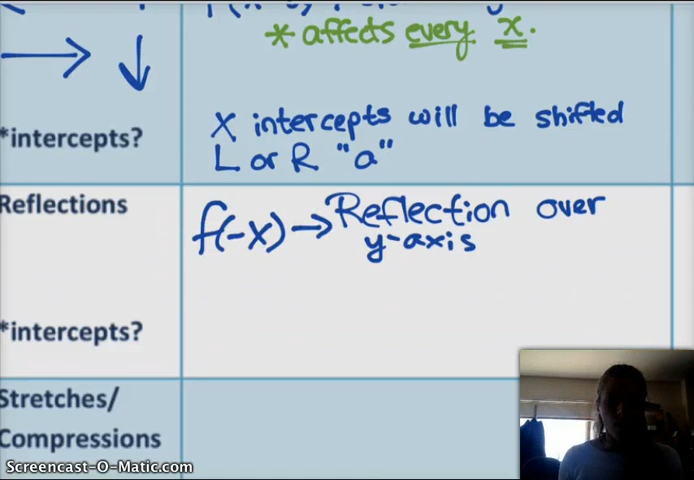 * affects every x.
*intercepts?
X intercepts will be shifted
L or R "a"
Reflections
f(-x) → Reflection over
y-axis
*intercepts?
Stretches/
Compressions
Screencast-O-Matic.com